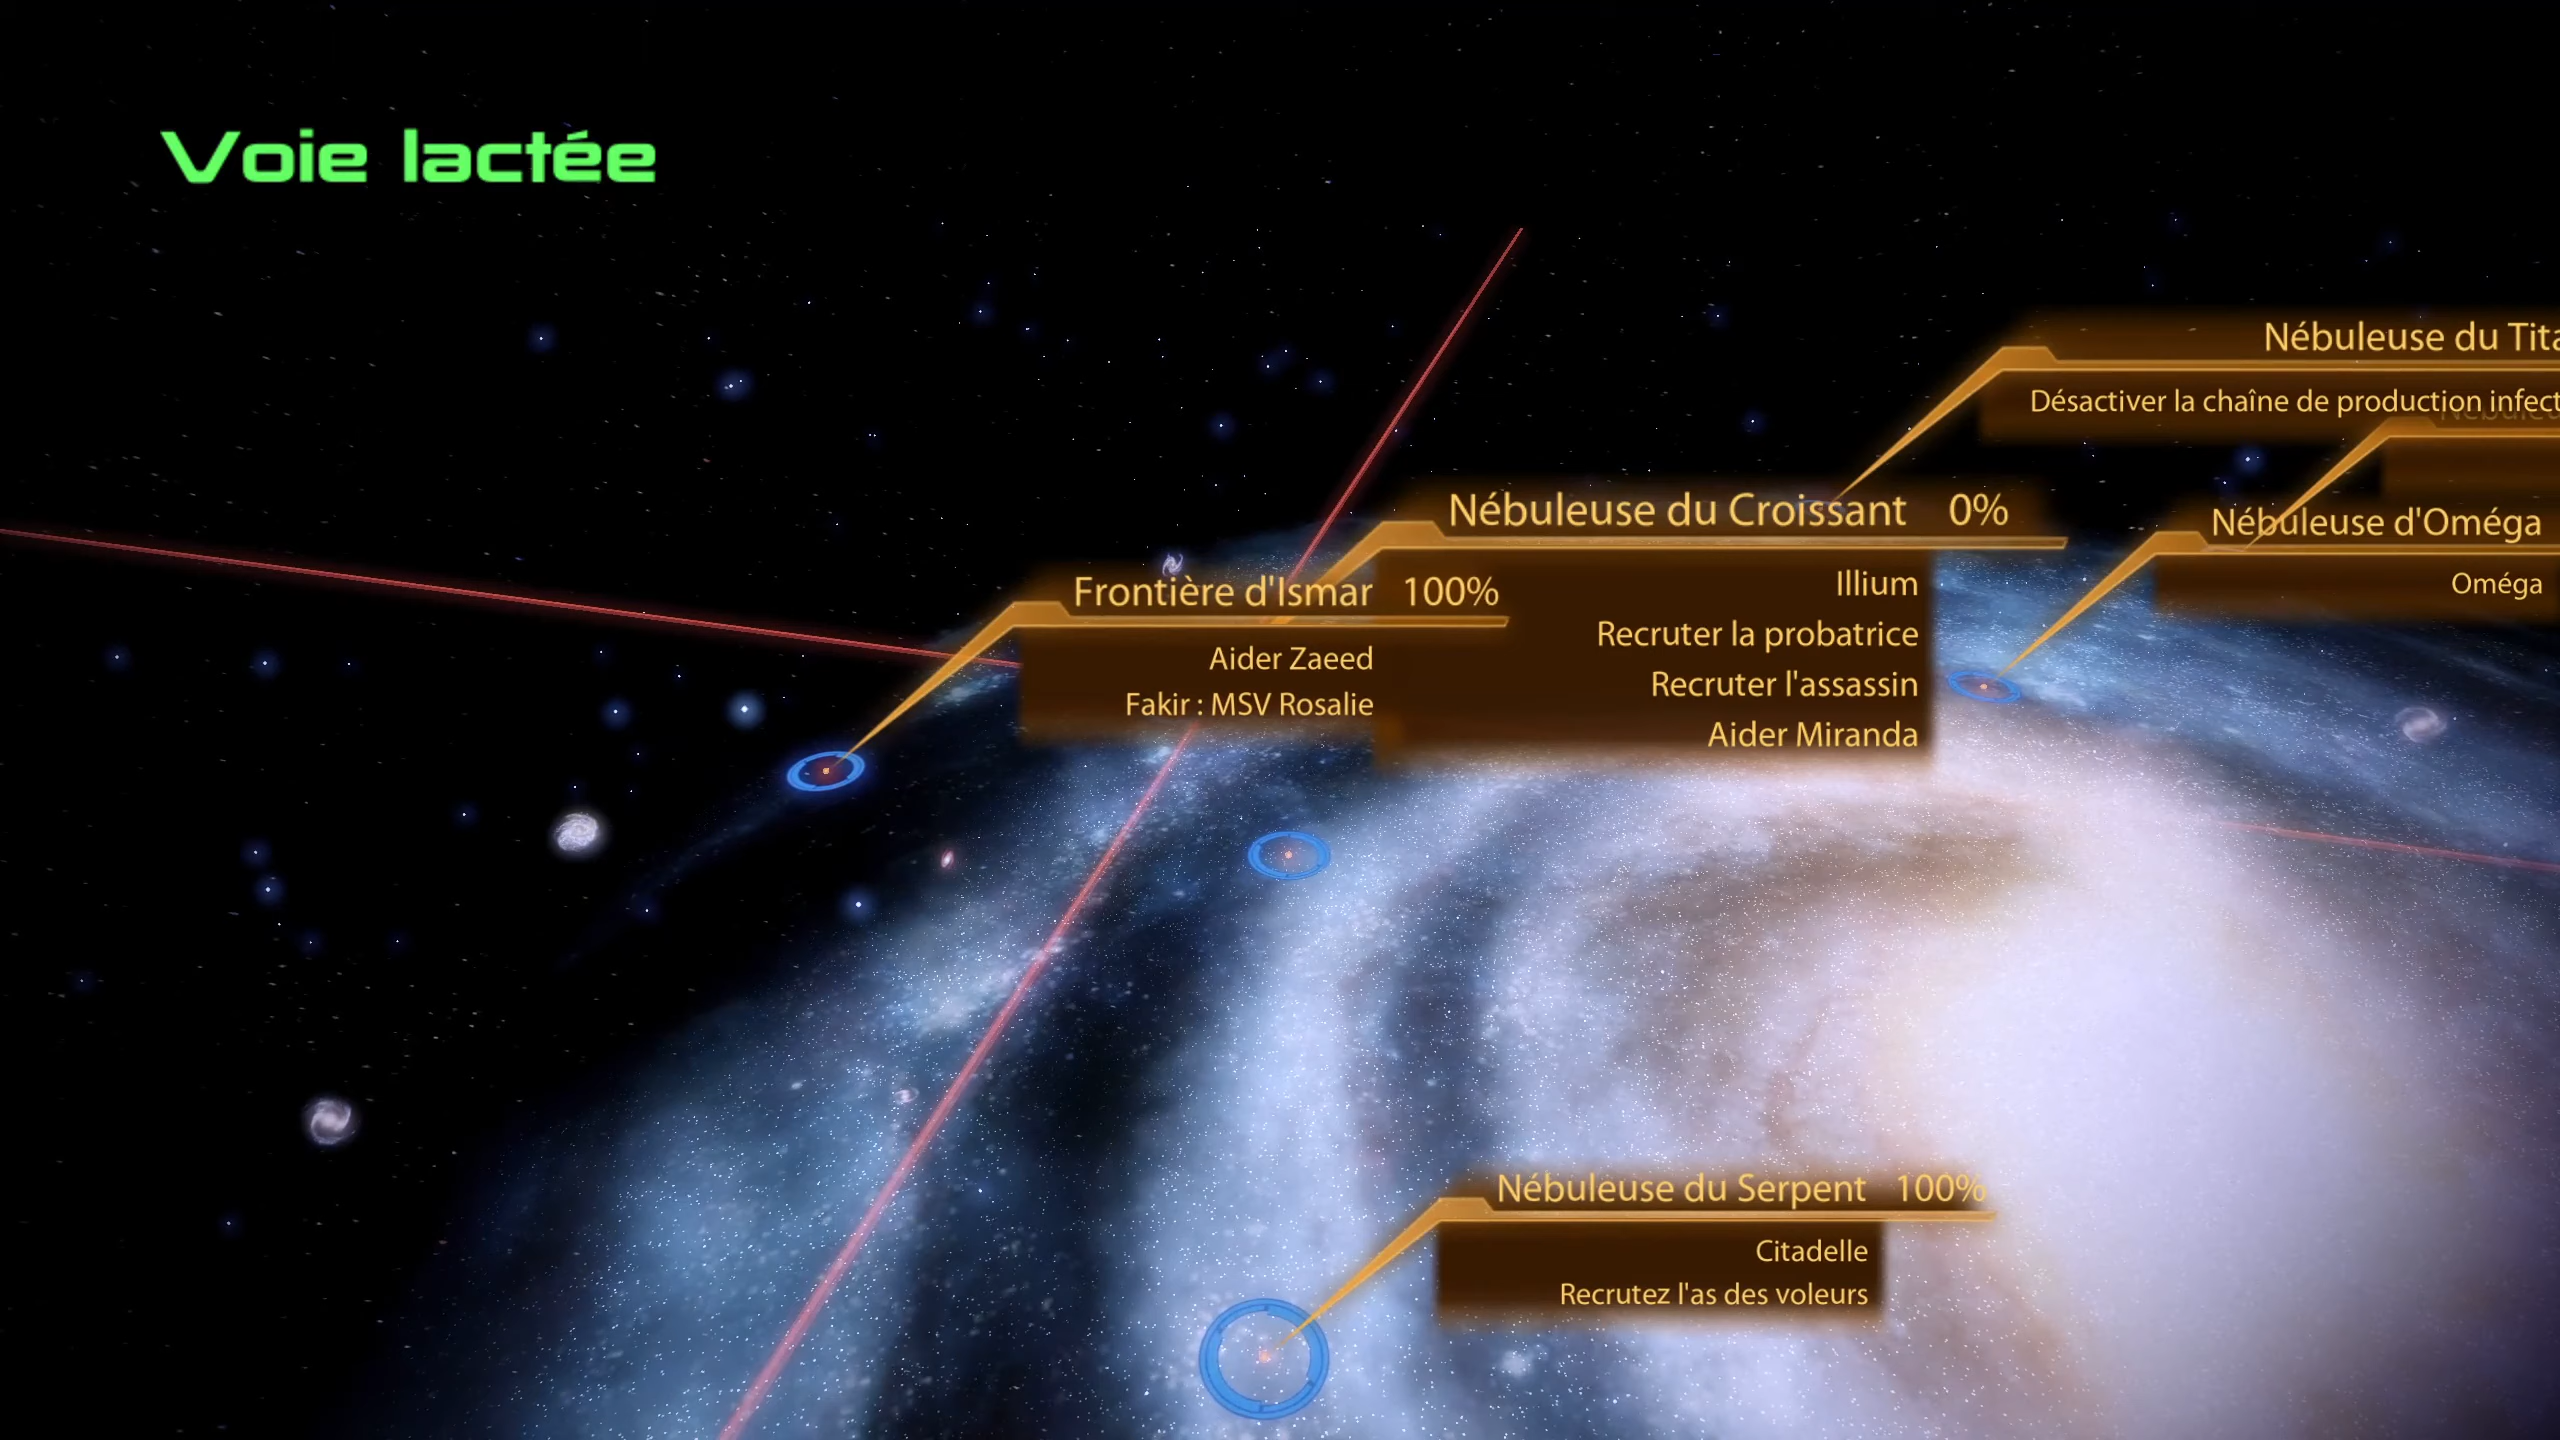 Voie lactée
Nébuleuse du Tita
Désactiver la chaîne de production infect
Nébuleuse du Croissant 0%
Illium
Recruter la probatrice
Recruter l'assassin
Aider Miranda
Nébuleuse d'Oméga
Oméga
Frontière d'Ismar 100%
Aider Zaeed
Fakir : MSV Rosalie
Nébuleuse du Serpent 100%
Citadelle
Recrutez l'as des voleurs